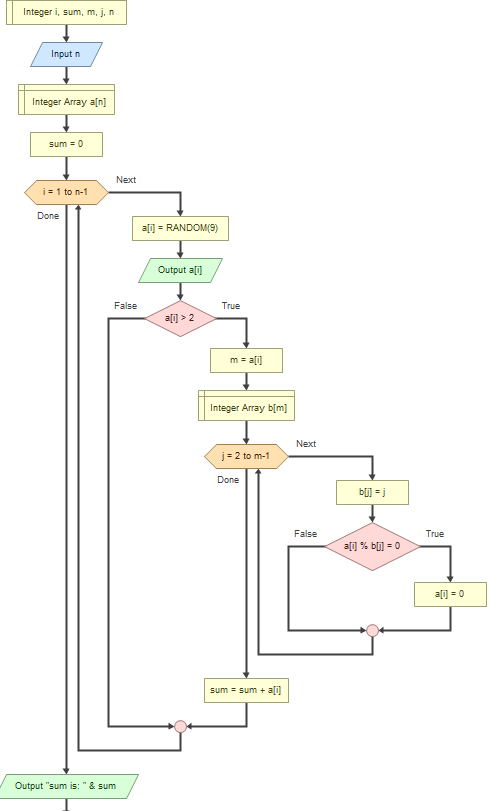 Integer i, sum, m, j, n
Input n
Integer Array a[n]
sum = 0
i = 1 to n-1
Next
Done
a[i] = RANDOM(9)
Output a[i]
False
a[i] > 2
True
m = a[i]
Integer Array b[m]
j = 2 to m-1
Next
Done
b[j] = j
False
a[i] % b[j] = 0
True
a[i] = 0
sum = sum + a[i]
Output "sum is: " & sum